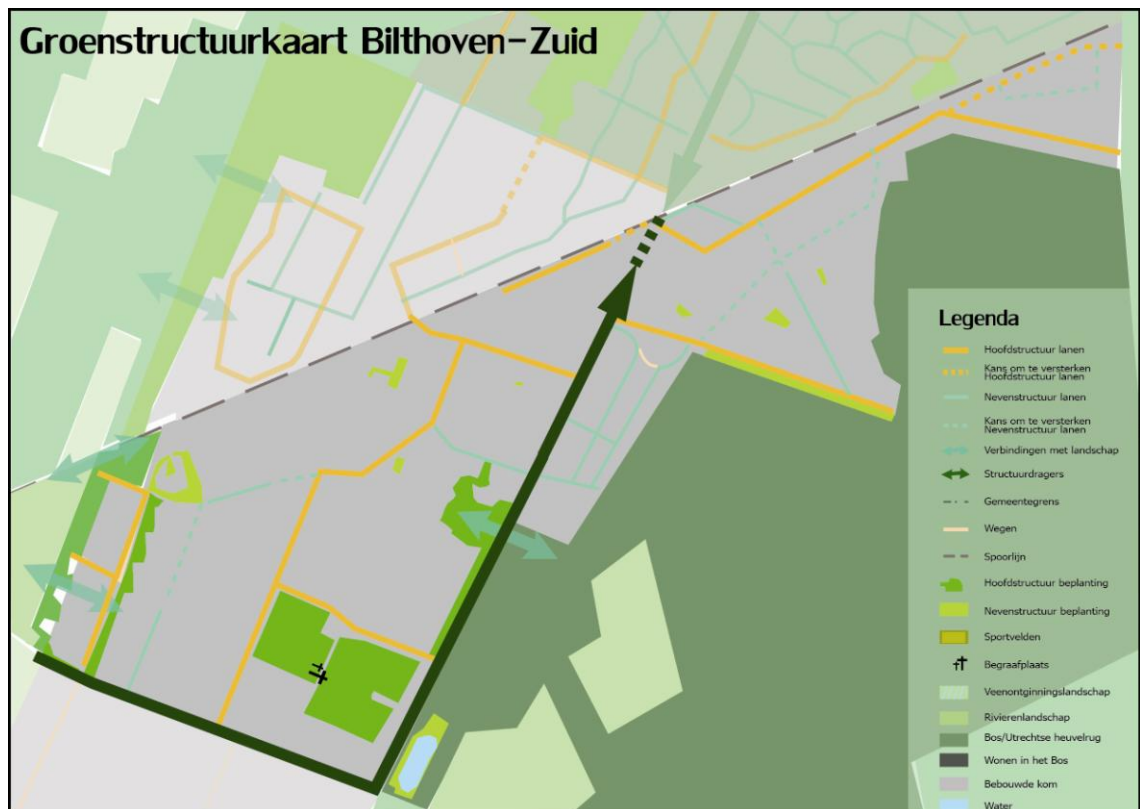 Groenstructuurkaart Bilthoven-Zuid
Legenda
Hoofdstructuur lanen
Kans om te versterken
Hoofdstructuur lanen
Nevenstructuur lanen
Kans om te versterken
Nevenstructuur lanen
Verbindingen met landschap
Structuurdragers
Gemeentegrens
Wegen
Spoorlijn
Hoofdstructuur beplanting
Nevenstructuur beplanting
Sportvelden
Begraafplaats
Veenontginningslandschap
Rivierenlandschap
Bos/Utrechtse heuvelrug
Wonen in het Bos
Bebouwde kom
Water